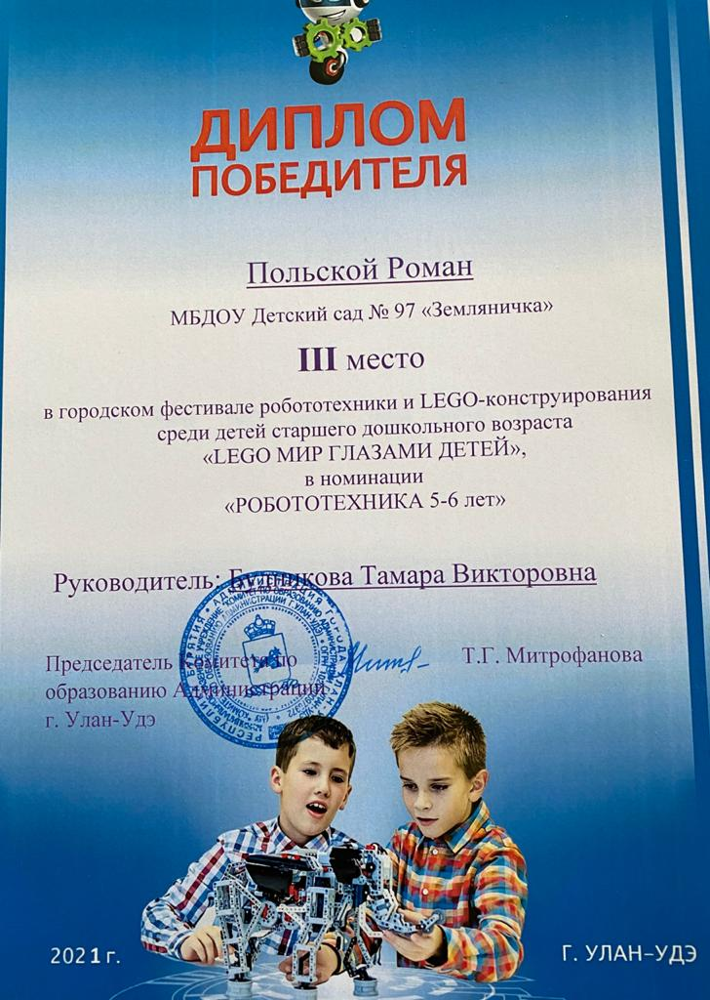 ДИПЛОМ
ПОБЕДИТЕЛЯ
Польской Роман
МБДОУ Детский сад № 97 «Земляничка»
III место
в городском фестивале робототехники и LEGO-конструирования
среди детей старшего дошкольного возраста
«LEGO МИР ГЛАЗАМИ ДЕТЕЙ»,
в номинации
«РОБОТОТЕХНИКА 5-6 лет»
Руководитель: Будникова Тамара Викторовна
Председатель Комитета по
образованию Администрации
г. Улан-Удэ
Т.Г. Митрофанова
2021 г.
Г. УЛАН-УДЭ